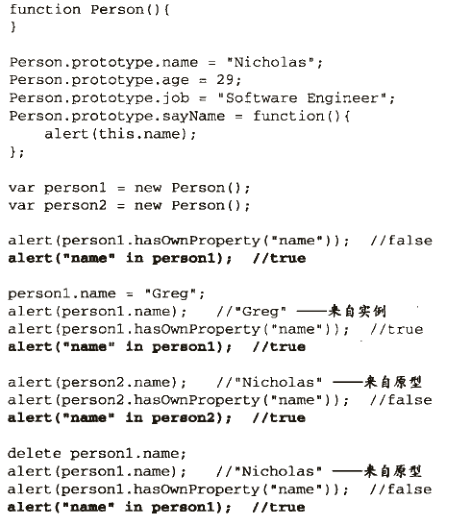 function Person(){
}
Person.prototype.name = "Nicholas";
Person.prototype.age = 29;
Person.prototype.job = "Software Engineer";
Person.prototype.sayName = function(){
    alert(this.name);
};
var person1 = new Person();
var person2 = new Person();
alert(person1.hasOwnProperty("name"));  //false
alert("name" in person1);  //true
person1.name = "Greg";
alert(person1.name);   //"Greg" ——来自实例
alert(person1.hasOwnProperty("name"));  //true
alert("name" in person1);  //true
alert(person2.name);   //"Nicholas" ——来自原型
alert(person2.hasOwnProperty("name"));  //false
alert("name" in person2);  //true
delete person1.name;
alert(person1.name);   //"Nicholas" ——来自原型
alert(person1.hasOwnProperty("name"));  //false
alert("name" in person1);  //true